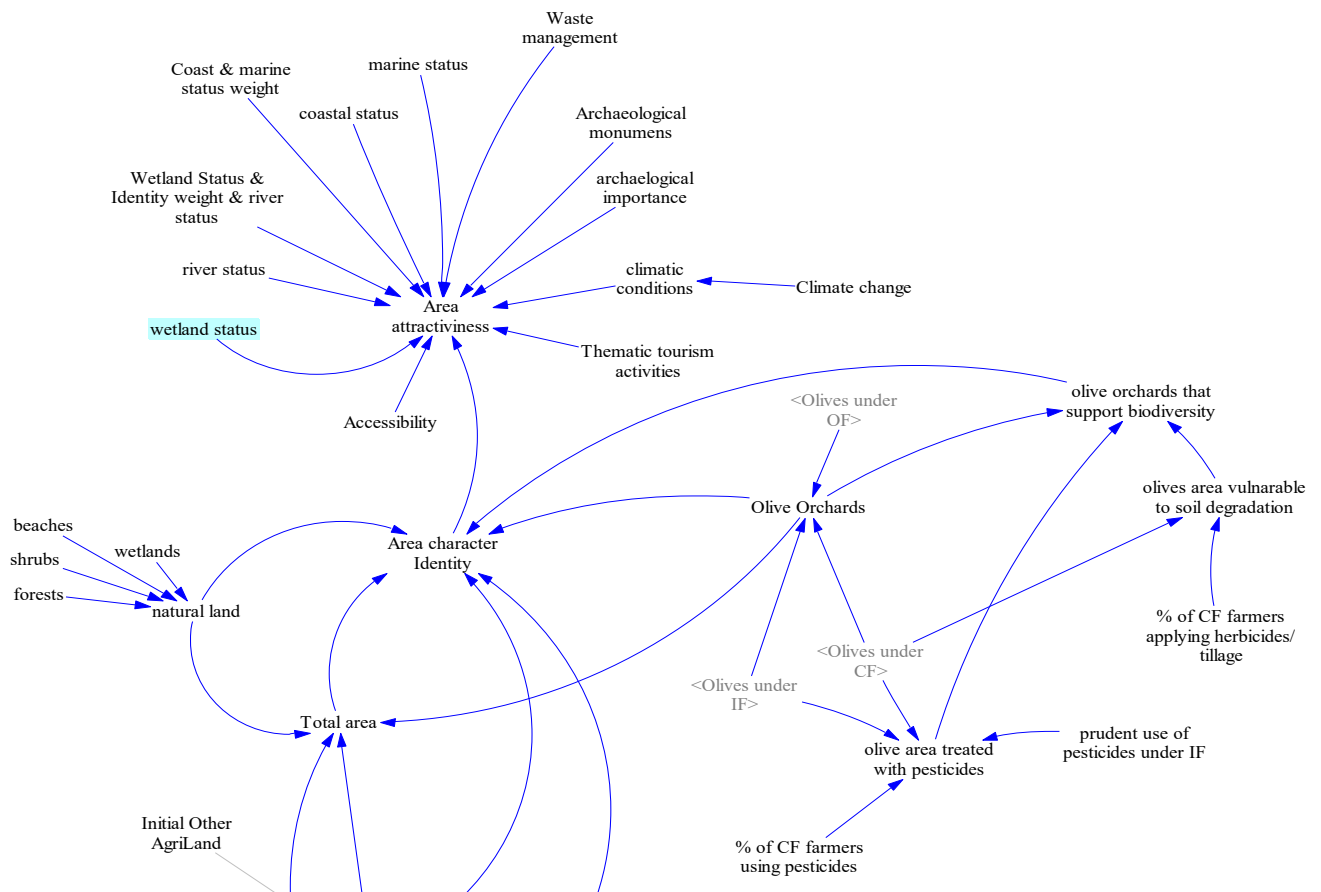 Waste
management
Coast & marine
status weight
marine status
coastal status
Archaeological
monumens
Wetland Status &
Identity weight & river
status
archaelogical
importance
river status
climatic
conditions
Climate change
Area
attractiviness
wetland status
Thematic tourism
activities
Accessibility
<Olives under
OF>
olive orchards that
support biodiversity
Olive Orchards
olives area vulnarable
to soil degradation
beaches
shrubs
forests
wetlands
natural land
Area character
Identity
% of CF farmers
applying herbicides/
tillage
<Olives under
CF>
<Olives under
IF>
Total area
olive area treated
with pesticides
prudent use of
pesticides under IF
Initial Other
AgriLand
% of CF farmers
using pesticides